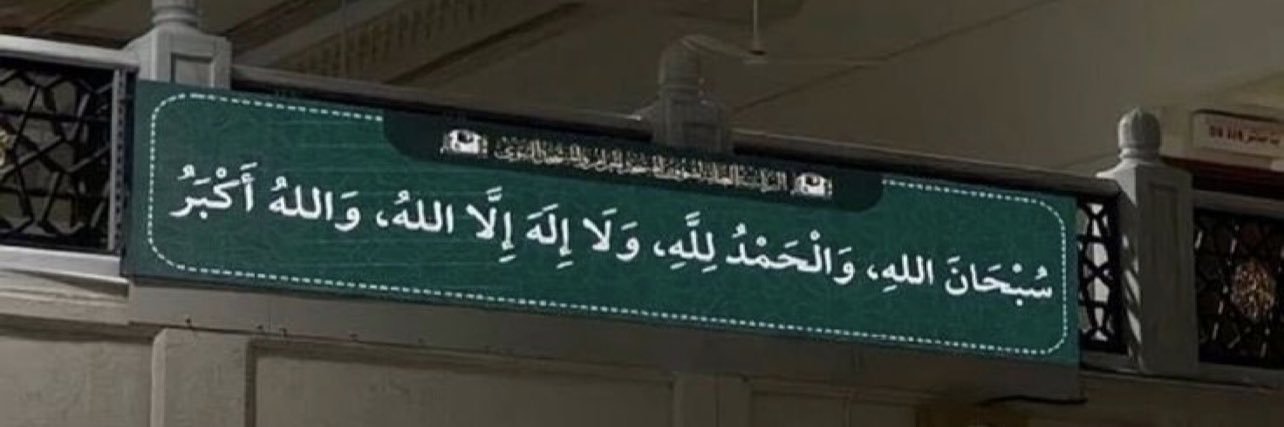 سُبْحَانَ اللهِ، وَالْحَمْدُ لِلَّهِ، وَلَا إِلَهَ إِلَّا اللهُ، وَاللهُ أَكْبَرُ